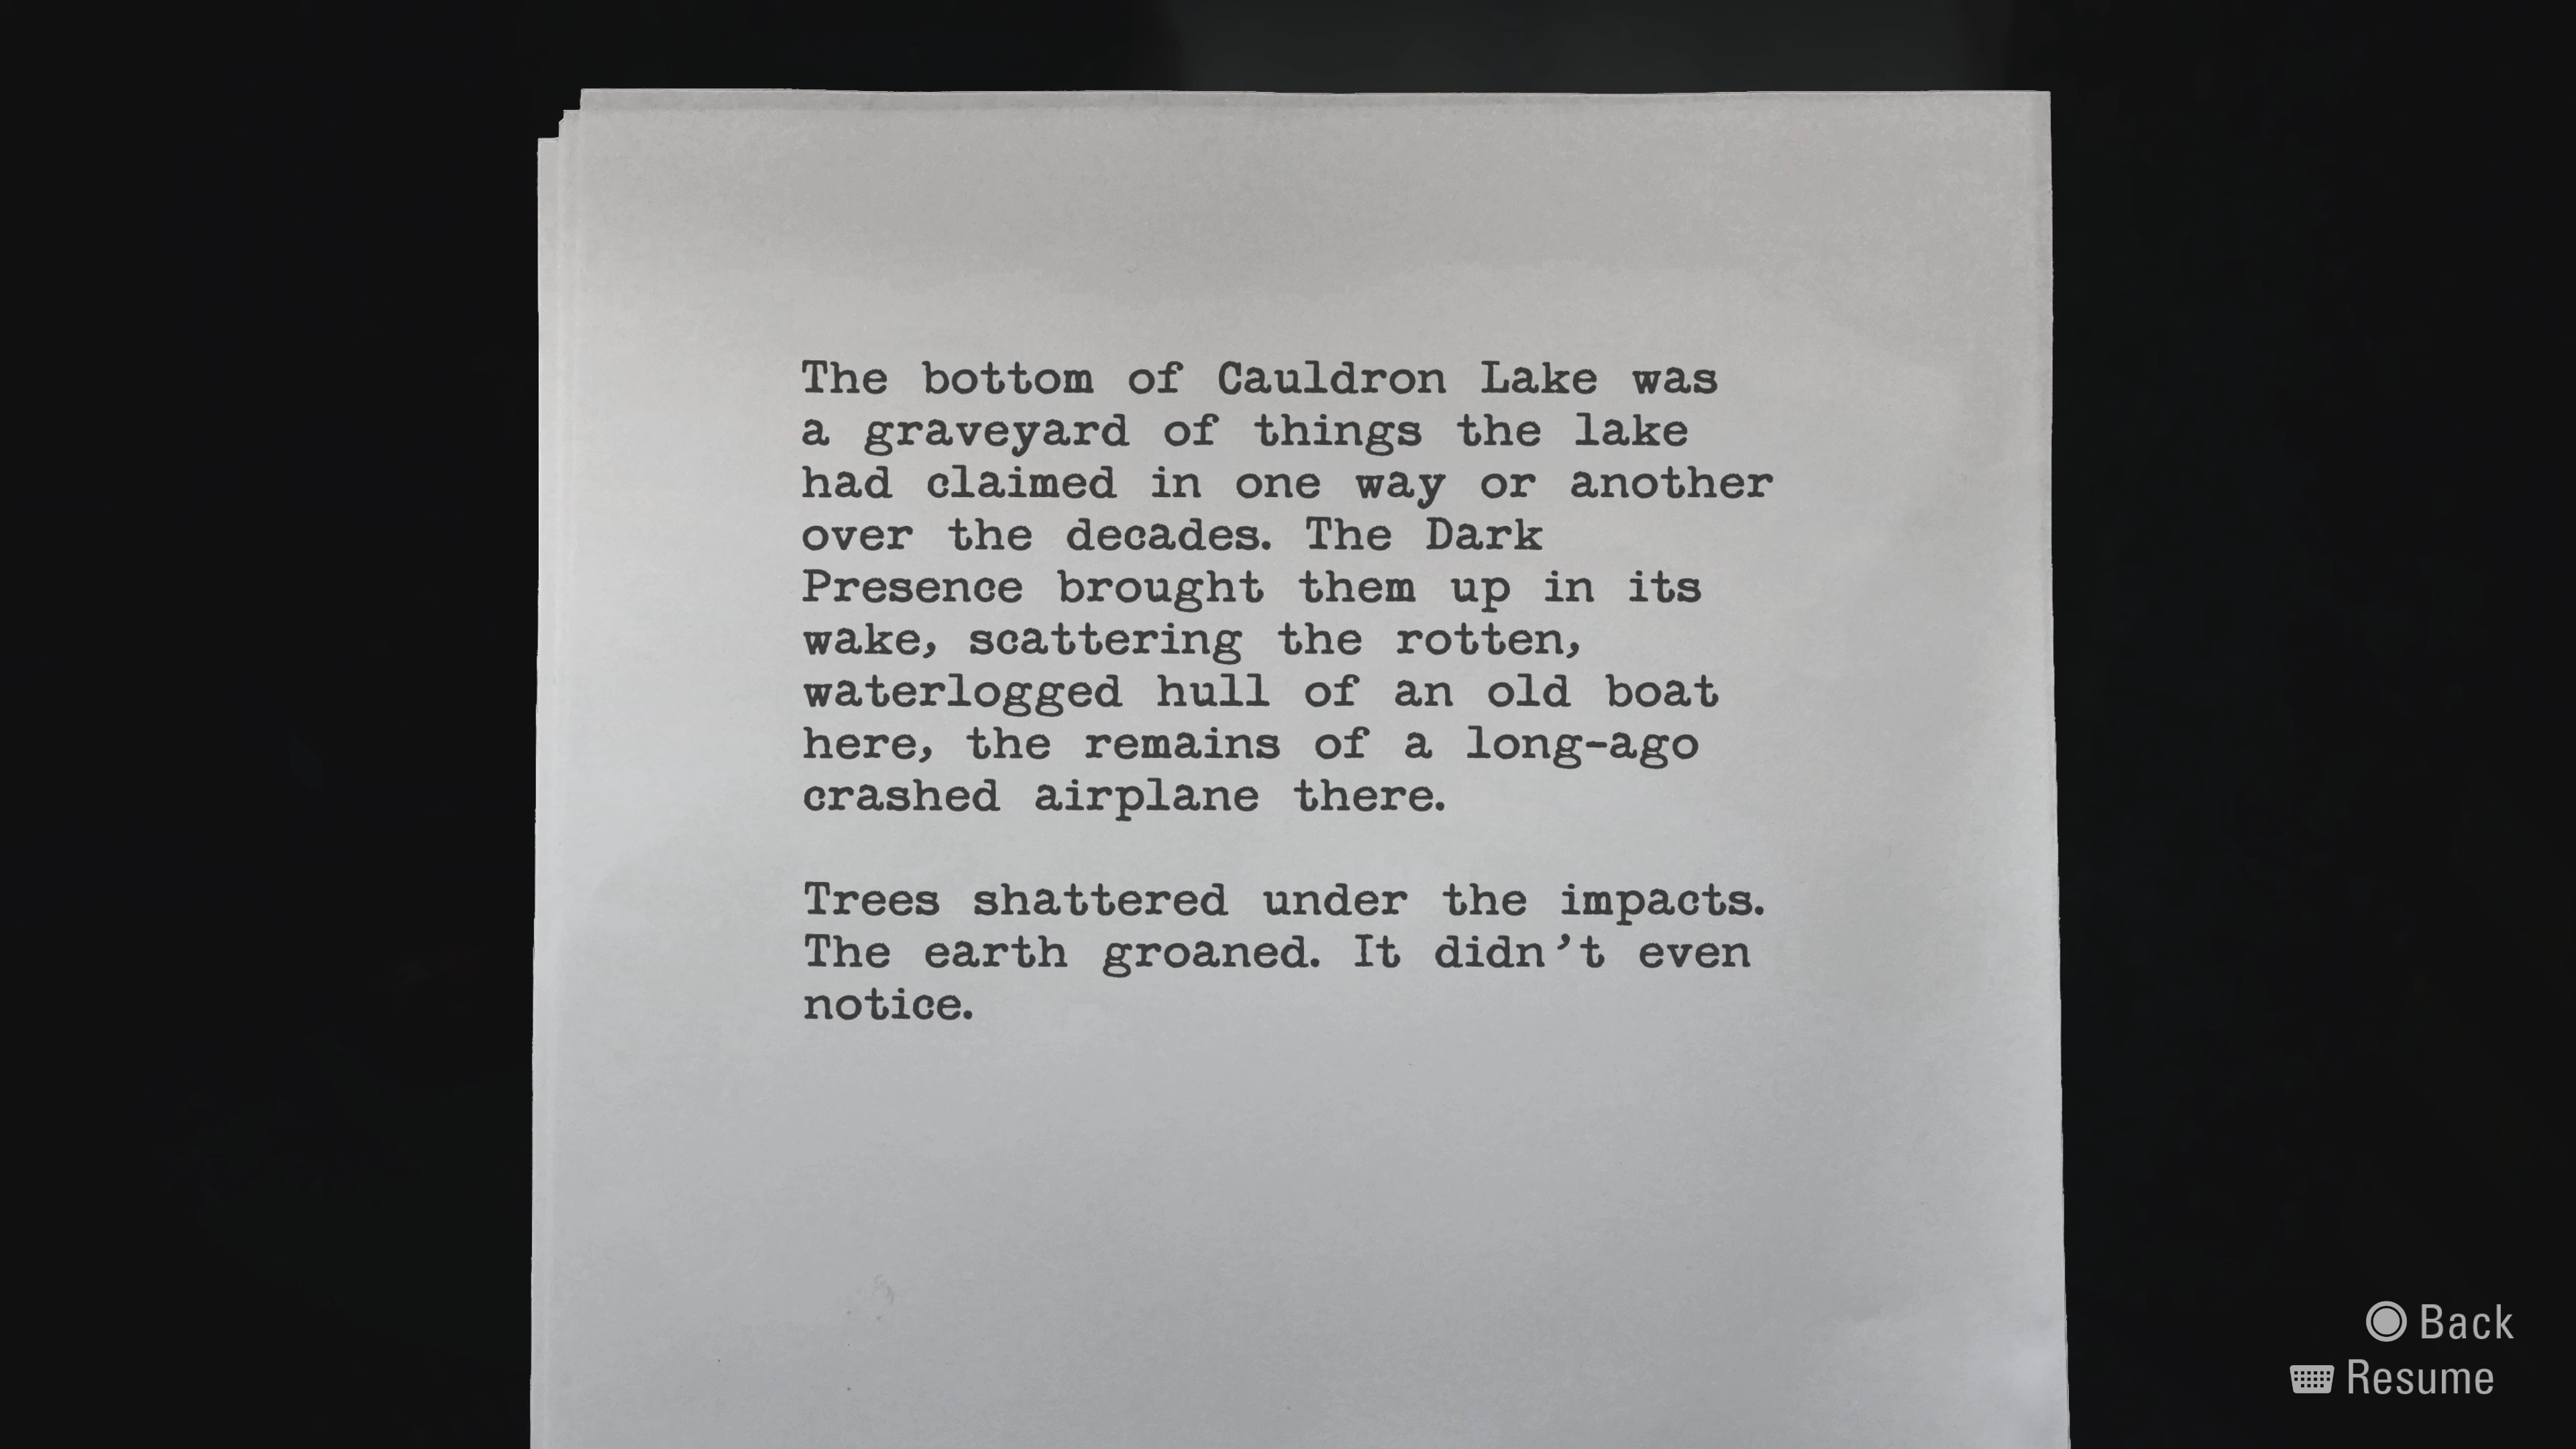 The bottom of Cauldron Lake was
a graveyard of things the lake
had claimed in one way or another
over the decades. The Dark
Presence brought them up in its
wake, scattering the rotten,
waterlogged hull of an old boat
here, the remains of a long-ago
crashed airplane there.
Trees shattered under the impacts.
The earth groaned. It didn’t even
notice.
Back
Resume